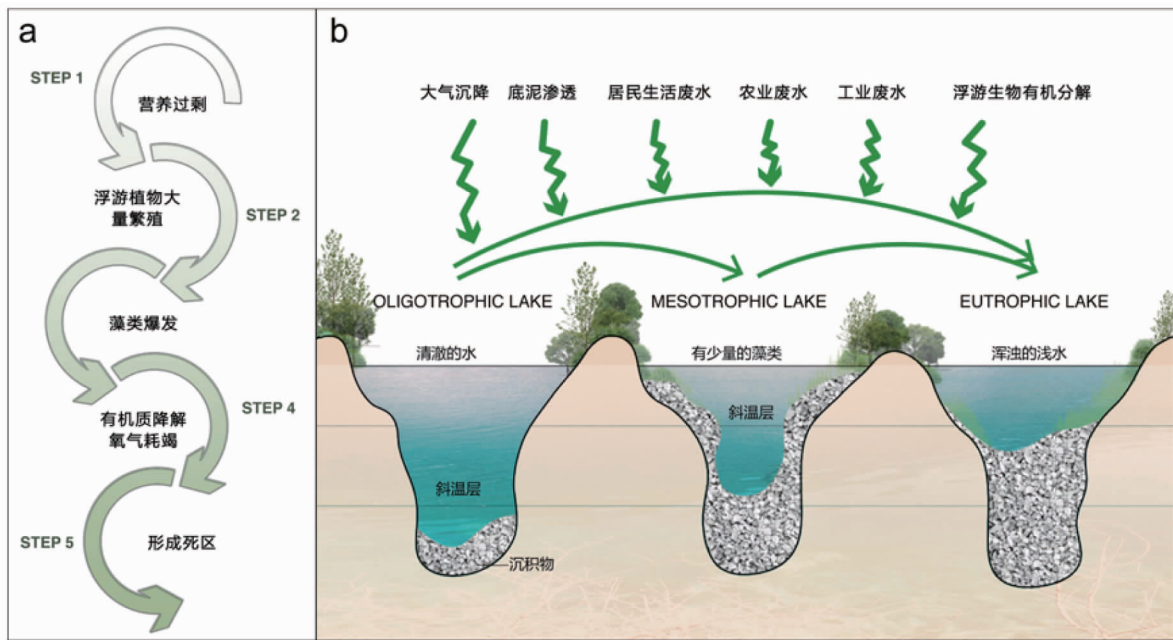 a
STEP 1
营养过剩
浮游植物大
量繁殖
STEP 2
藻类爆发
有机质降解
氧气耗竭
STEP 4
STEP 5
形成死区
b
大气沉降 底泥渗透 居民生活废水 农业废水 工业废水 浮游生物有机分解
OLIGOTROPHIC LAKE MESOTROPHIC LAKE EUTROPHIC LAKE
清澈的水 有少量的藻类 浑浊的浅水
斜温层
斜温层
沉积物